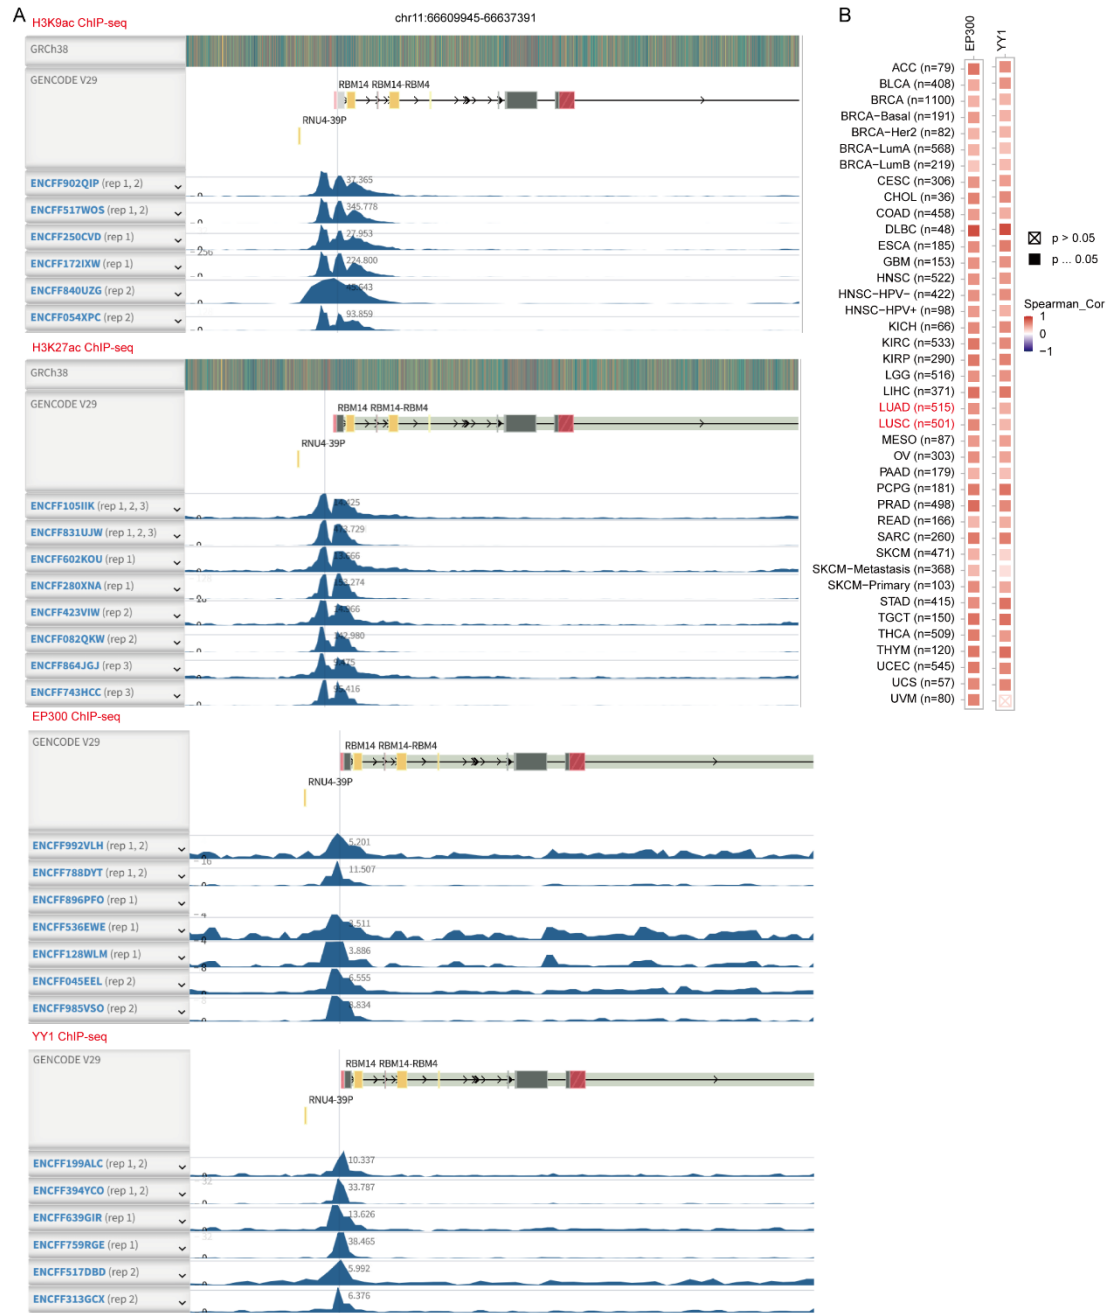 A
H3K9ac ChIP-seq
chr11:66609945-66637391
GRCh38
GENCODE V29
RBM14 RBM14-RBM4
RNU4-39P
ENCFF902QIP (rep 1, 2)
37.365
ENCFF517WOS (rep 1, 2)
345.778
ENCFF250CVD (rep 1)
27.953
256
ENCFF172IXW (rep 1)
224.800
ENCFF840UZG (rep 2)
ENCFF054XPC (rep 2)
93.859
H3K27ac ChIP-seq
GRCh38
GENCODE V29
RBM14 RBM14-RBM4
RNU4-39P
ENCFF105IIK (rep 1, 2, 3)
14.425
ENCFF831UJW (rep 1, 2, 3)
ENCFF602KOU (rep 1)
13.666
ENCFF280XNA (rep 1)
ENCFF423VIW (rep 2)
ENCFF082QKW (rep 2)
ENCFF864JGJ (rep 3)
9.475
ENCFF743HCC (rep 3)
EP300 ChIP-seq
GENCODE V29
RBM14 RBM14-RBM4
RNU4-39P
ENCFF992VLH (rep 1, 2)
5.201
16
ENCFF788DYT (rep 1, 2)
11.507
ENCFF896PFO (rep 1)
ENCFF536EWE (rep 1)
ENCFF128WLM (rep 1)
3.886
ENCFF045EEL (rep 2)
6.555
ENCFF985VSO (rep 2)
YY1 ChIP-seq
GENCODE V29
RBM14 RBM14-RBM4
RNU4-39P
ENCFF199ALC (rep 1, 2)
10.337
32
ENCFF394YCO (rep 1, 2)
33.787
ENCFF639GIR (rep 1)
13.626
32
ENCFF759RGE (rep 1)
38.465
ENCFF517DBD (rep 2)
5.992
ENCFF313GCX (rep 2)
6.376
B
EP300
YY1
ACC (n=79)
BLCA (n=408)
BRCA (n=1100)
BRCA-Basal (n=191)
BRCA-Her2 (n=82)
BRCA-LumA (n=568)
BRCA-LumB (n=219)
CESC (n=306)
CHOL (n=36)
COAD (n=458)
DLBC (n=48)
ESCA (n=185)
GBM (n=153)
HNSC (n=522)
HNSC-HPV- (n=422)
HNSC-HPV+ (n=98)
KICH (n=66)
KIRC (n=533)
KIRP (n=290)
LGG (n=516)
LIHC (n=371)
LUAD (n=515)
LUSC (n=501)
MESO (n=87)
OV (n=303)
PAAD (n=179)
PCPG (n=181)
PRAD (n=498)
READ (n=166)
SARC (n=260)
SKCM (n=471)
SKCM-Metastasis (n=368)
SKCM-Primary (n=103)
STAD (n=415)
TGCT (n=150)
THCA (n=509)
THYM (n=120)
UCEC (n=545)
UCS (n=57)
UVM (n=80)
p > 0.05
p ... 0.05
Spearman_Cor
1
0
-1